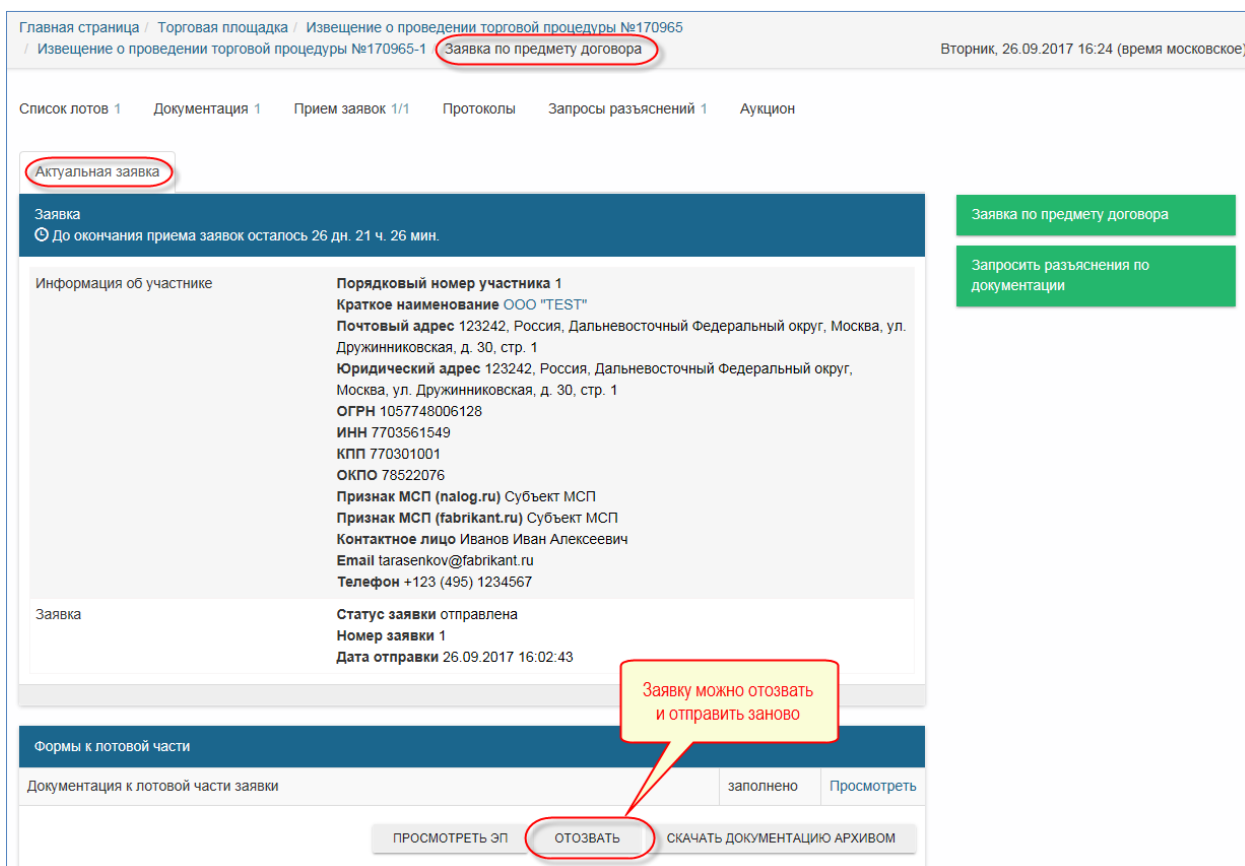 Главная страница / Торговая площадка / Извещение о проведении торговой процедуры №170965
/ Извещение о проведении торговой процедуры №170965-1 / Заявка по предмету договора
Вторник, 26.09.2017 16:24 (время московское)
Список лотов 1 Документация 1 Прием заявок 1/1 Протоколы Запросы разъяснений 1 Аукцион
Актуальная заявка
Заявка
До окончания приема заявок осталось 26 дн. 21 ч. 26 мин.
Заявка по предмету договора
Запросить разъяснения по
документации
Информация об участнике
Порядковый номер участника 1
Краткое наименование ООО "TEST"
Почтовый адрес 123242, Россия, Дальневосточный Федеральный округ, Москва, ул.
Дружинниковская, д. 30, стр. 1
Юридический адрес 123242, Россия, Дальневосточный Федеральный округ,
Москва, ул. Дружинниковская, д. 30, стр. 1
ОГРН 1057748006128
ИНН 7703561549
КПП 770301001
ОКПО 78522076
Признак МСП (nalog.ru) Субъект МСП
Признак МСП (fabrikant.ru) Субъект МСП
Контактное лицо Иванов Иван Алексеевич
Email tarasenkov@fabrikant.ru
Телефон +123 (495) 1234567
Заявка
Статус заявки отправлена
Номер заявки 1
Дата отправки 26.09.2017 16:02:43
Заявку можно отозвать
и отправить заново
Формы к лотовой части
Документация к лотовой части заявки заполнено Просмотреть
ПРОСМОТРЕТЬ ЭП ОТОЗВАТЬ СКАЧАТЬ ДОКУМЕНТАЦИЮ АРХИВОМ